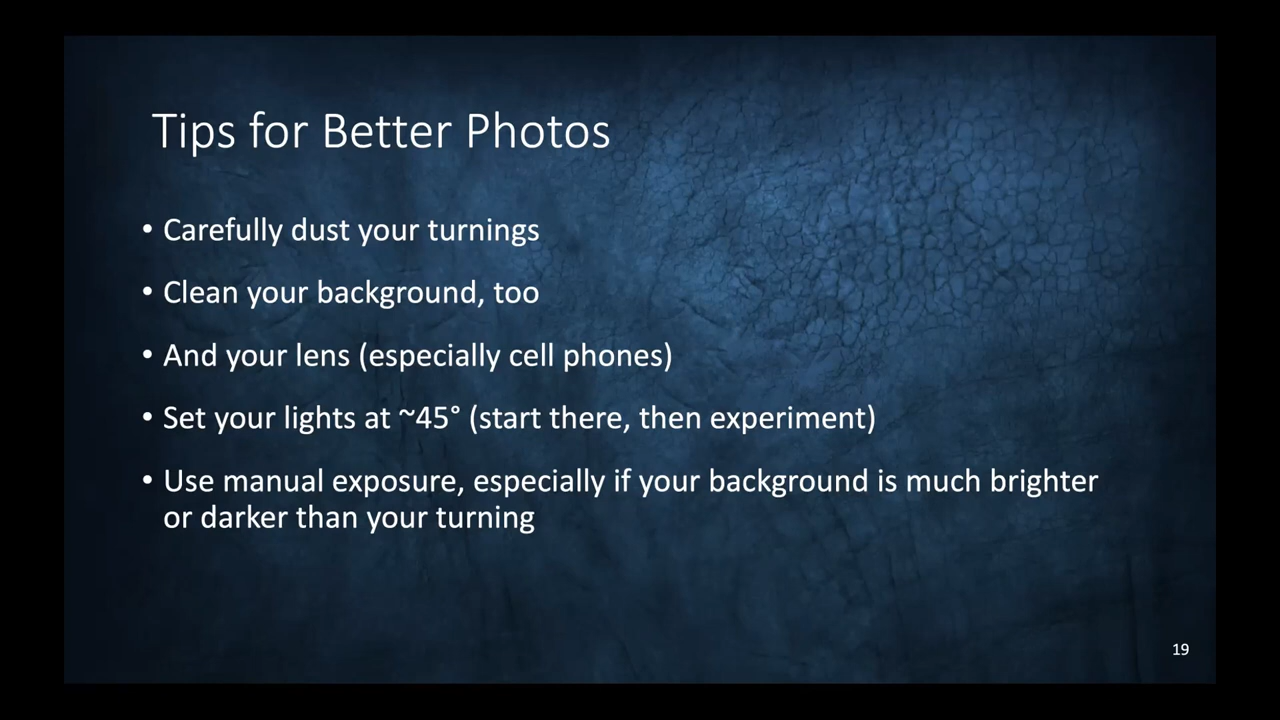 Tips for Better Photos
• Carefully dust your turnings
• Clean your background, too
• And your lens (especially cell phones)
• Set your lights at ~45° (start there, then experiment)
• Use manual exposure, especially if your background is much brighter
or darker than your turning
19